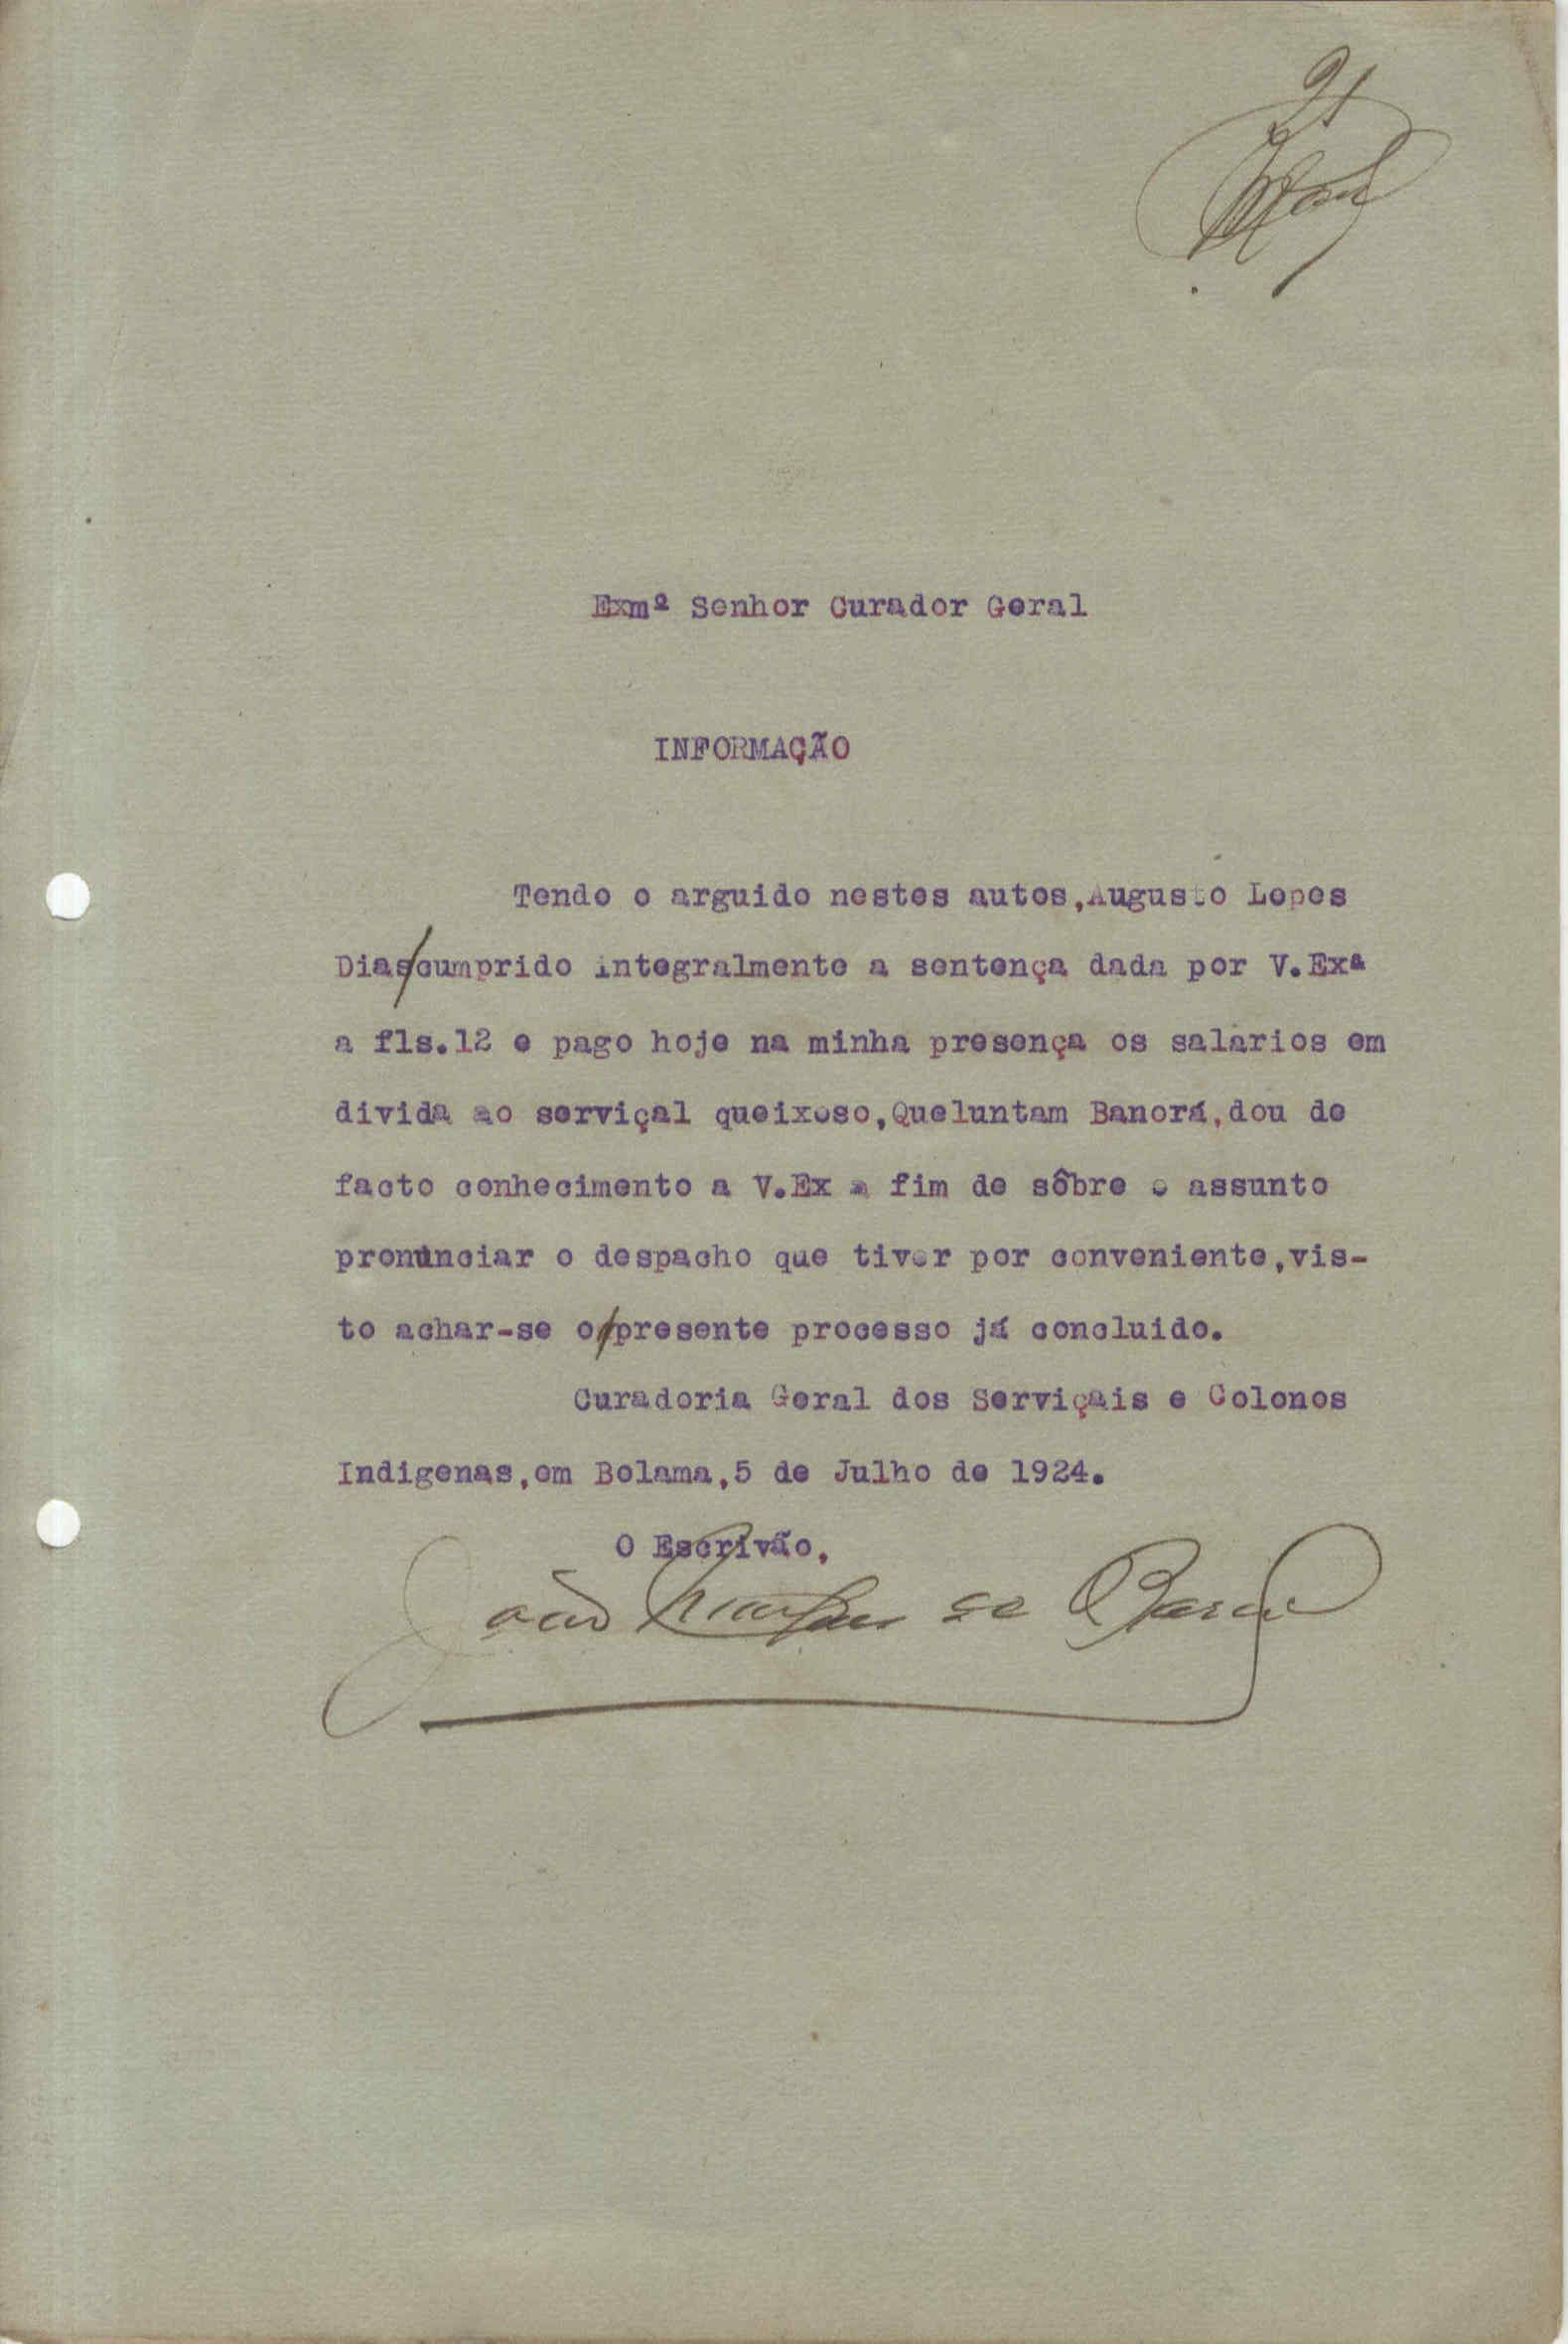 21
Exmº Senhor Curador Geral
INFORMAÇÃO
Tendo o arguido nestes autos,Augusto Lopes
Dias/cumprido integralmente a sentença dada por V.Exª
a fls.12 e pago hoje na minha presença os salarios em
divida ao serviçal queixoso,Queluntam Banorá,dou de
facto conhecimento a V.Ex a fim de sôbre o assunto
pronunciar o despacho que tiver por conveniente,vis-
to achar-se o/presente processo já concluido.
Curadoria Geral dos Serviçais e Colonos
Indigenas,em Bolama,5 de Julho de 1924.
O Escrivão,
João